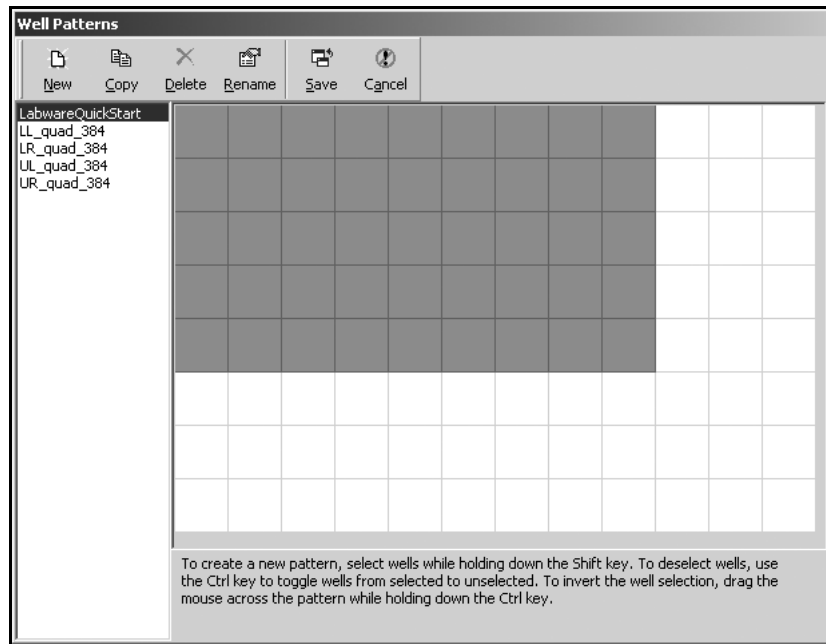 Well Patterns
New Copy Delete Rename Save Cancel
LabwareQuickStart
LL_quad_384
LR_quad_384
UL_quad_384
UR_quad_384
To create a new pattern, select wells while holding down the Shift key. To deselect wells, use
the Ctrl key to toggle wells from selected to unselected. To invert the well selection, drag the
mouse across the pattern while holding down the Ctrl key.